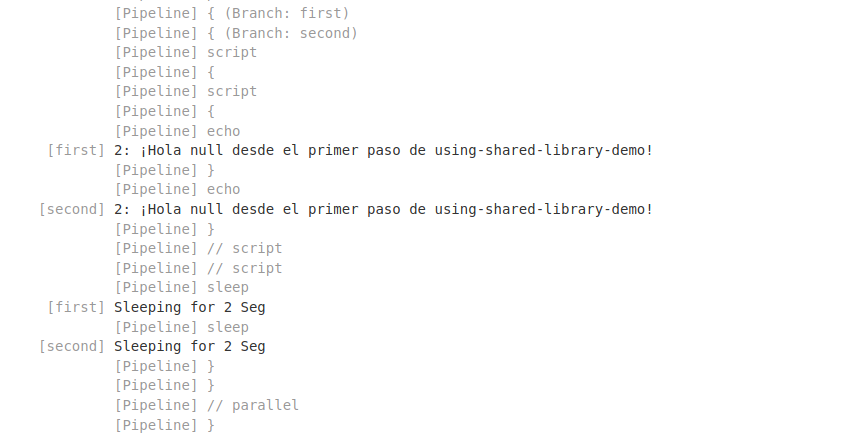 [Pipeline] { (Branch: first)
[Pipeline] { (Branch: second)
[Pipeline] script
[Pipeline] {
[Pipeline] script
[Pipeline] {
[Pipeline] echo
[first] 2: ¡Hola null desde el primer paso de using-shared-library-demo!
[Pipeline] }
[Pipeline] echo
[second] 2: ¡Hola null desde el primer paso de using-shared-library-demo!
[Pipeline] }
[Pipeline] // script
[Pipeline] // script
[Pipeline] sleep
[first] Sleeping for 2 Seg
[Pipeline] sleep
[second] Sleeping for 2 Seg
[Pipeline] }
[Pipeline] }
[Pipeline] // parallel
[Pipeline] }